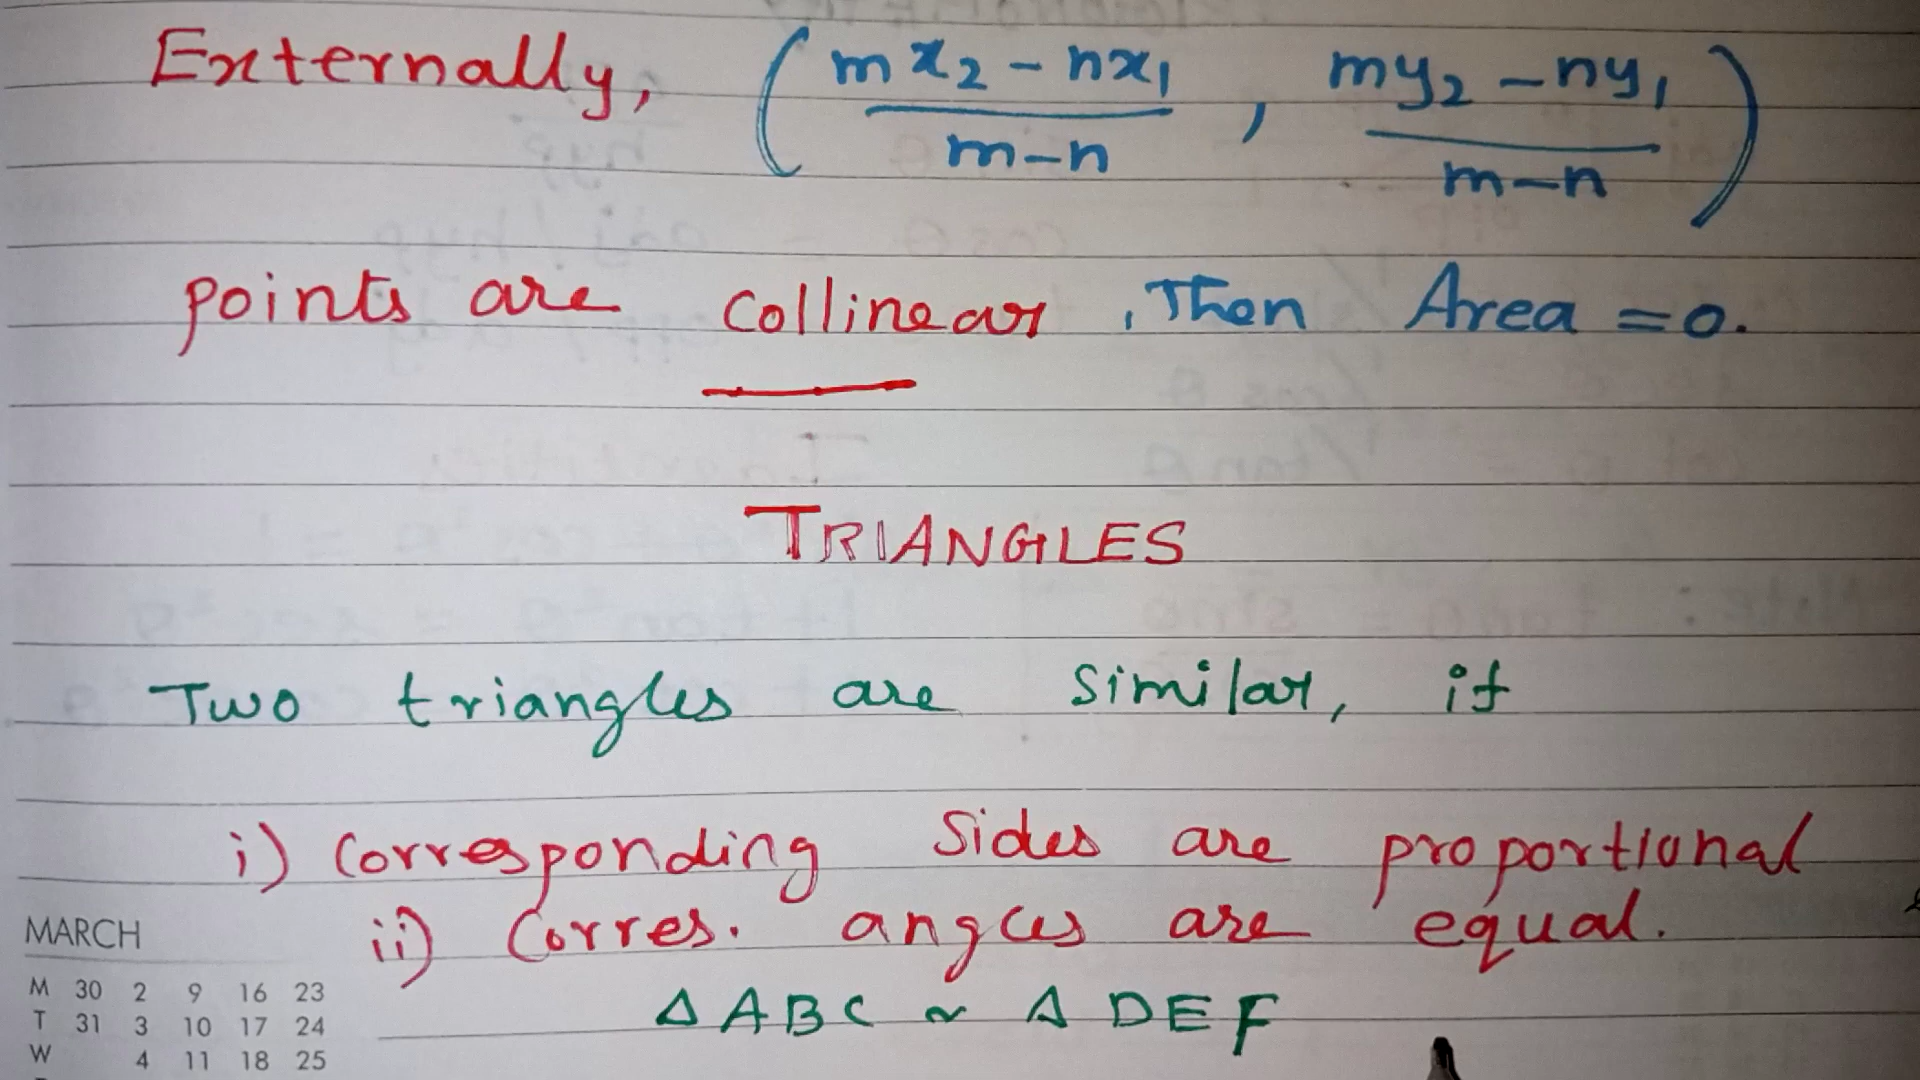 Externally, ( mx₂ - nx₁ / m-n , my₂ - ny₁ / m-n )
points are collinear, Then Area = 0.
TRIANGLES
Two triangles are similar, if
i) Corresponding sides are proportional
ii) Corres. angles are equal.
Δ ABC ~ Δ DEF
MARCH
M 30 2 9 16 23
T 31 3 10 17 24
W 4 11 18 25